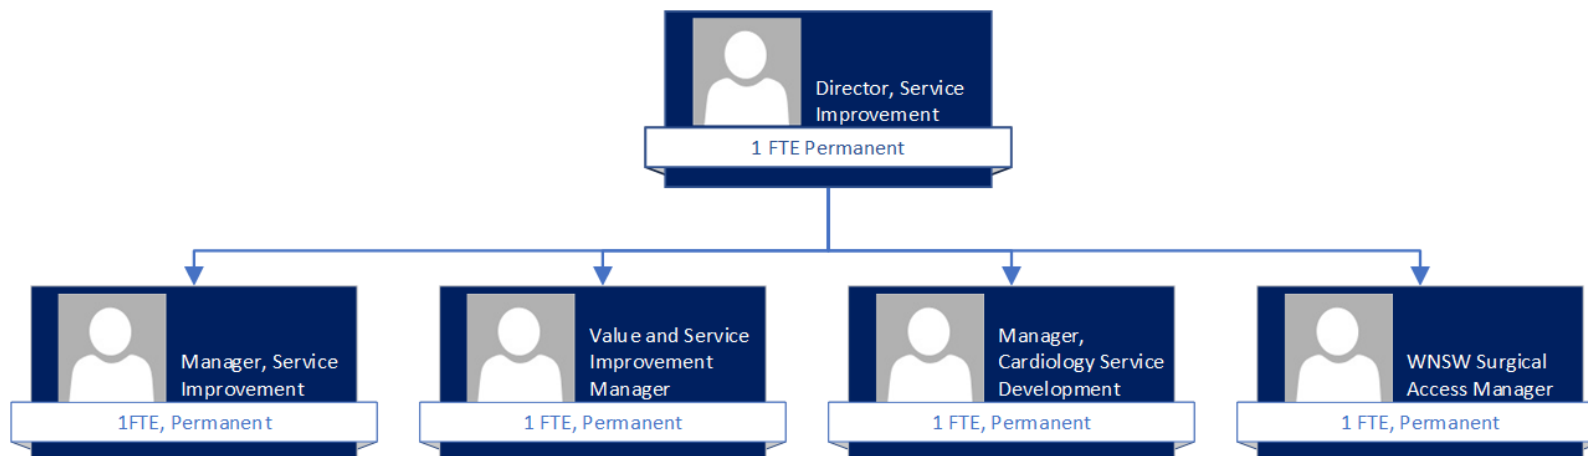 Director, Service
Improvement
1 FTE Permanent
Manager, Service
Improvement
1FTE, Permanent
Value and Service
Improvement
Manager
1 FTE, Permanent
Manager,
Cardiology Service
Development
1 FTE, Permanent
WNSW Surgical
Access Manager
1 FTE, Permanent